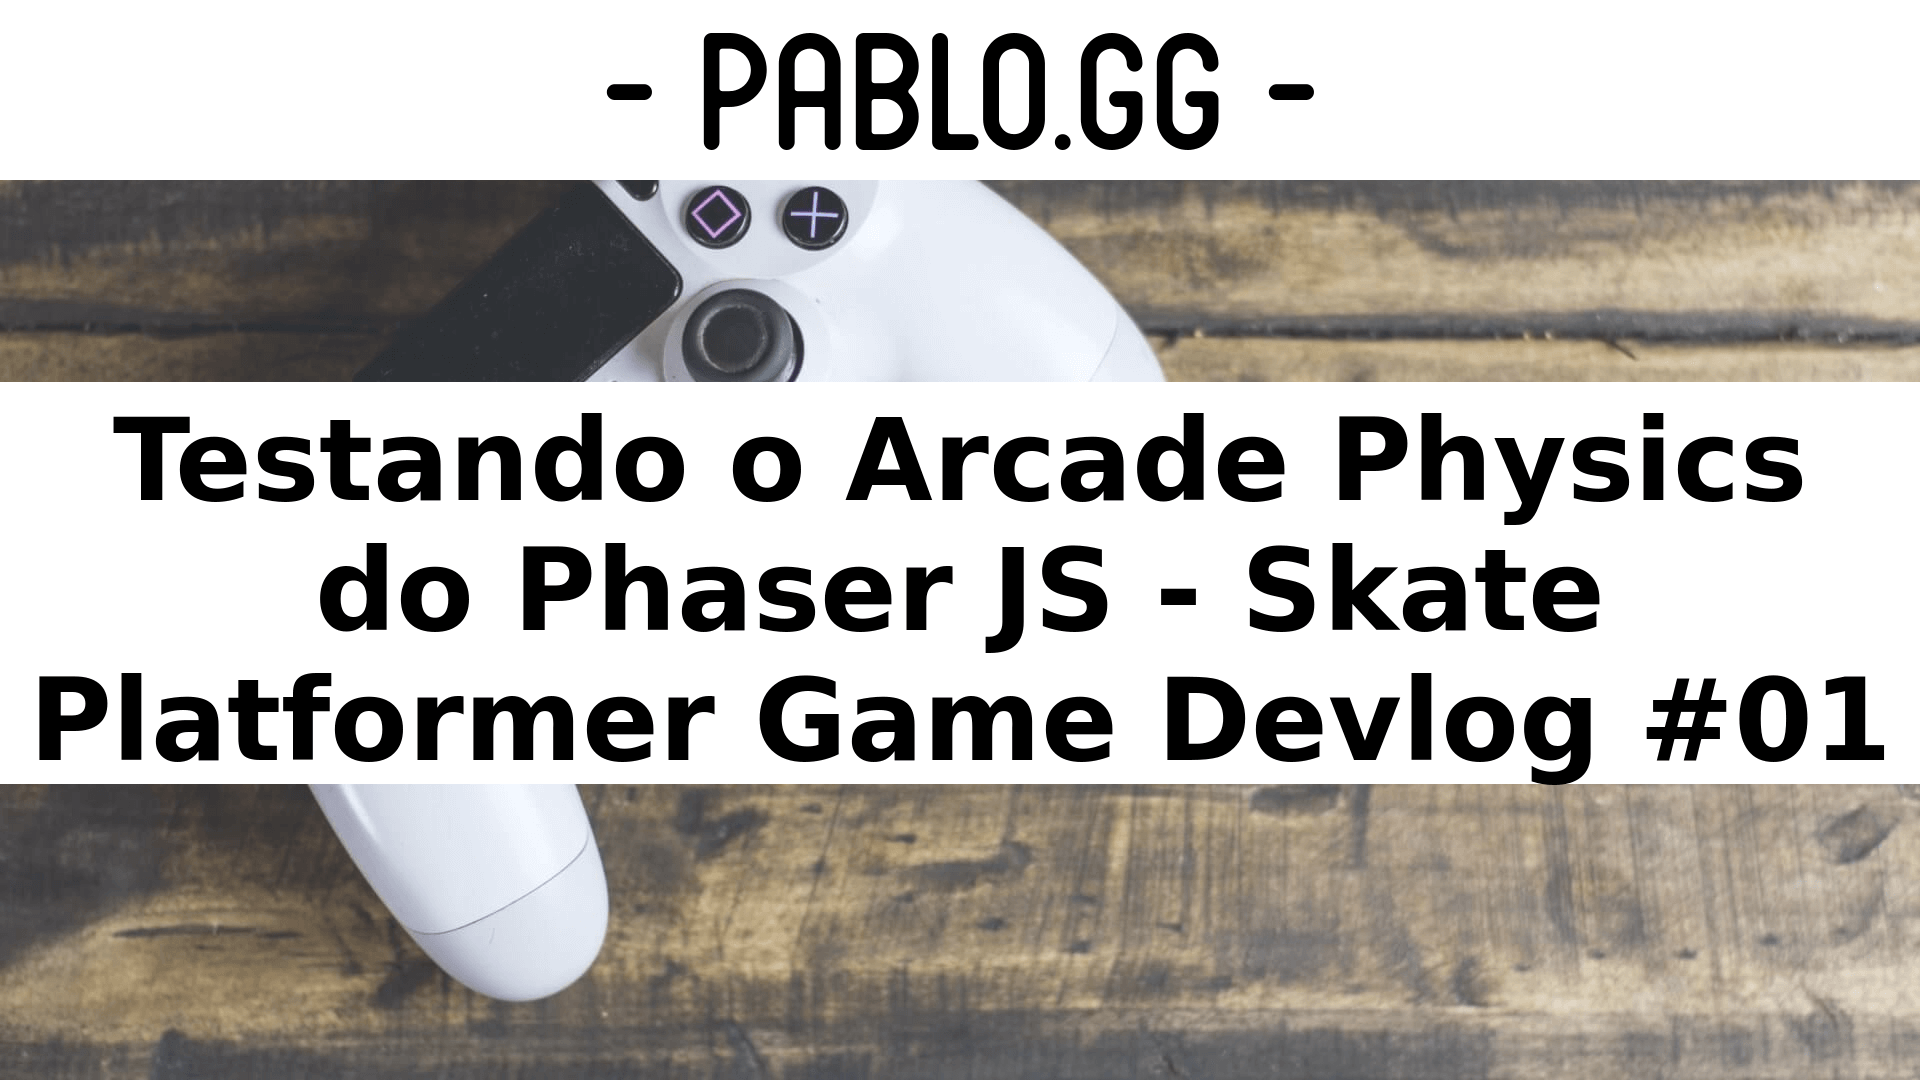 - PABLO.GG -
Testando o Arcade Physics
do Phaser JS - Skate
Platformer Game Devlog #01